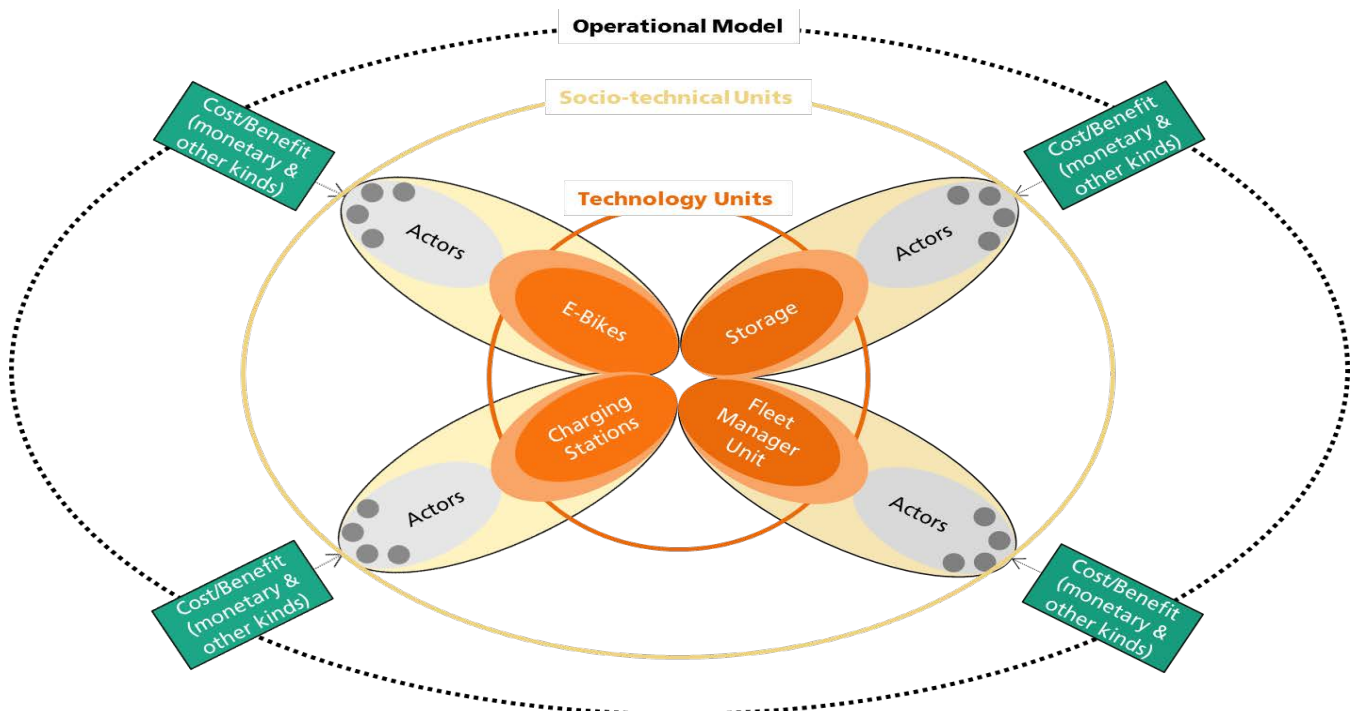 Operational Model
Socio-technical Units
Cost/Benefit
(monetary &
other kinds)
Cost/Benefit
(monetary &
other kinds)
Technology Units
Actors
Actors
E-Bikes
Storage
Charging
Stations
Fleet
Manager
Unit
Actors
Actors
Cost/Benefit
(monetary &
other kinds)
Cost/Benefit
(monetary &
other kinds)